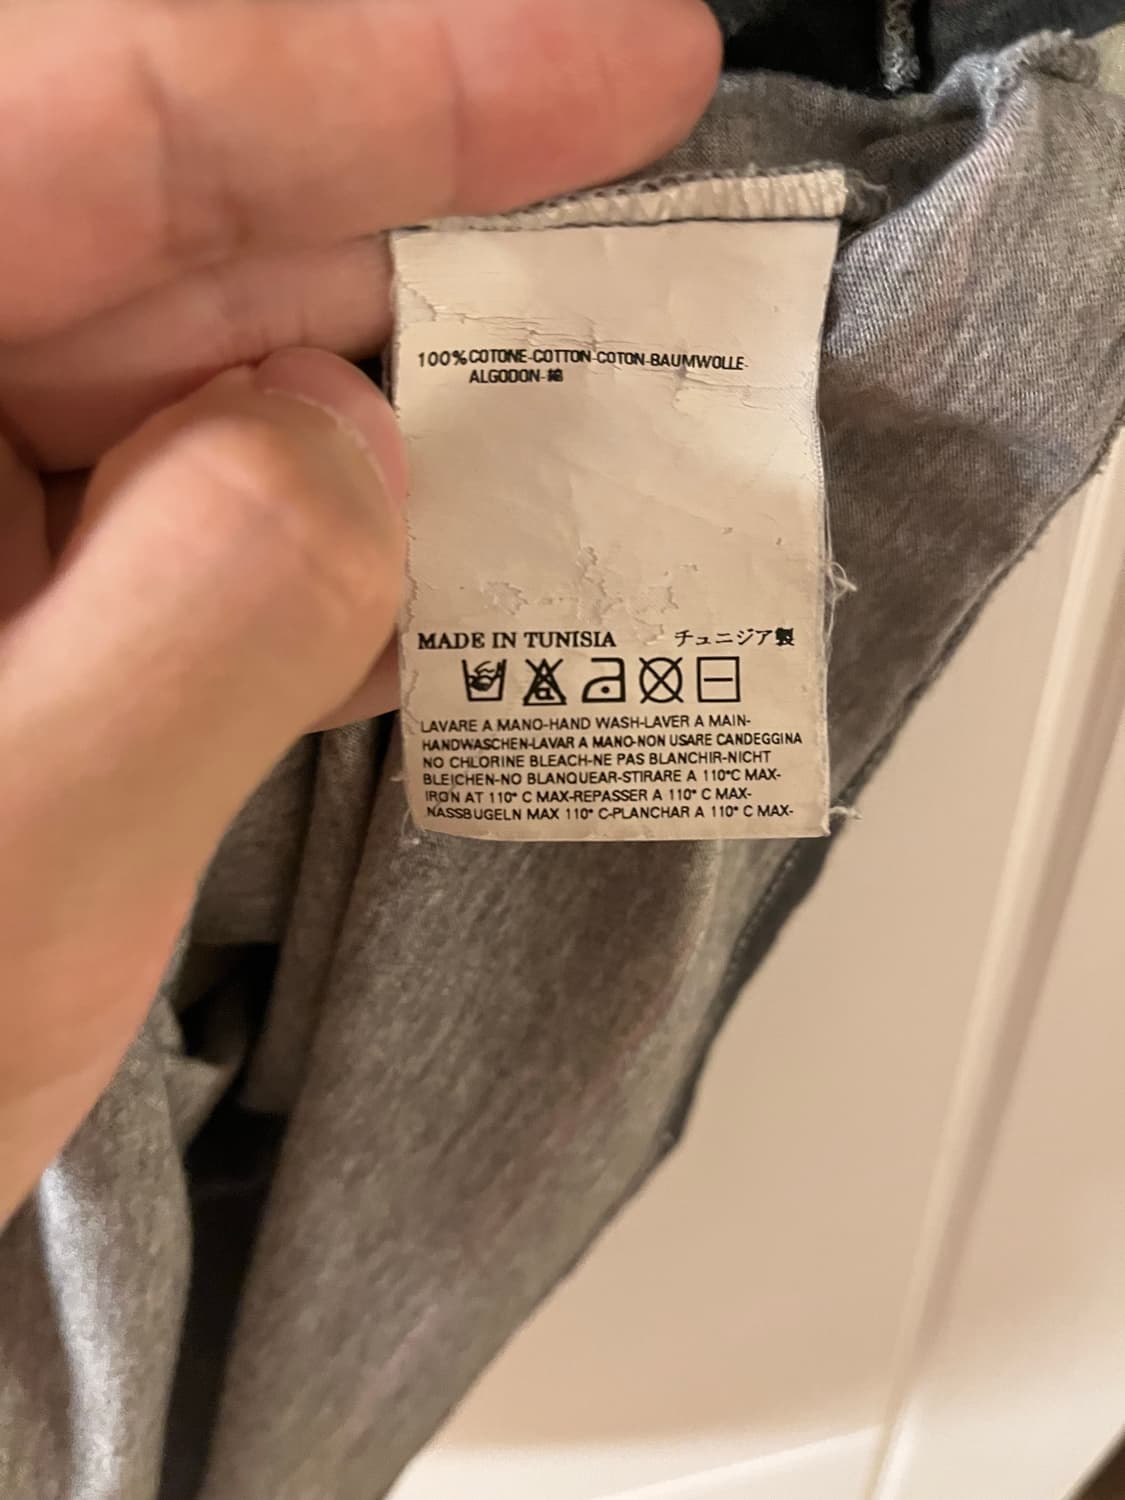 100% COTONE-COTTON-COTON-BAUMWOLLE-
ALGODON-綿
MADE IN TUNISIA チュニジア製
LAVARE A MANO-HAND WASH-LAVER A MAIN-
HANDWASCHEN-LAVAR A MANO-NON USARE CANDEGGINA
NO CHLORINE BLEACH-NE PAS BLANCHIR-NICHT
BLEICHEN-NO BLANQUEAR-STIRARE A 110°C MAX-
IRON AT 110° C MAX-REPASSER A 110° C MAX-
NASSBUGELN MAX 110° C-PLANCHAR A 110° C MAX-